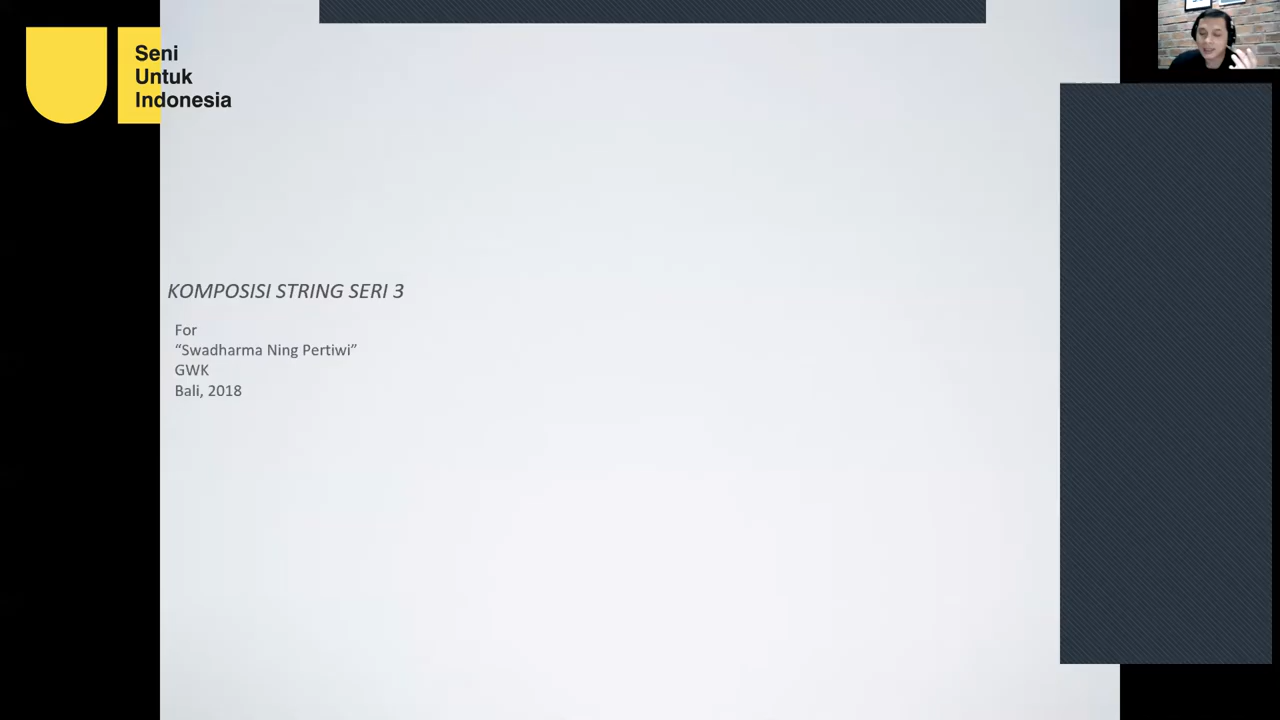 Seni
Untuk
Indonesia
KOMPOSISI STRING SERI 3
For
“Swadharma Ning Pertiwi”
GWK
Bali, 2018